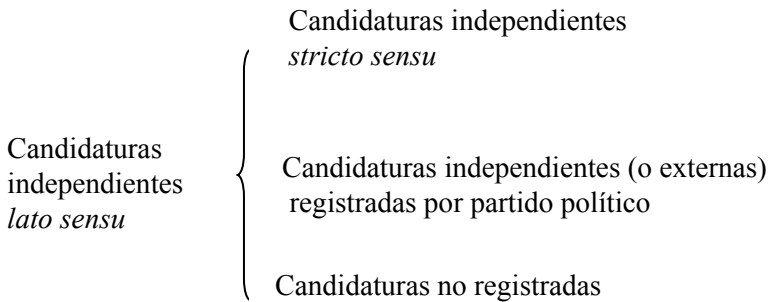 Candidaturas independientes
stricto sensu
Candidaturas
independientes
lato sensu
Candidaturas independientes (o externas)
registradas por partido político
Candidaturas no registradas